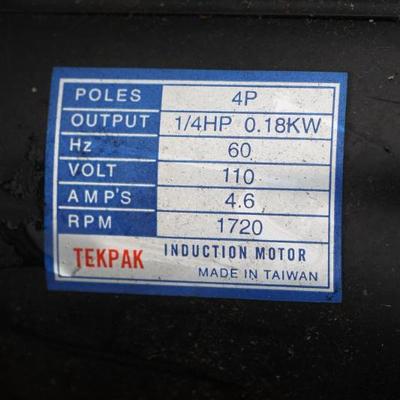 POLES 4P
OUTPUT 1/4HP 0.18KW
Hz 60
VOLT 110
AMP'S 4.6
RPM 1720
TEKPAK INDUCTION MOTOR
MADE IN TAIWAN